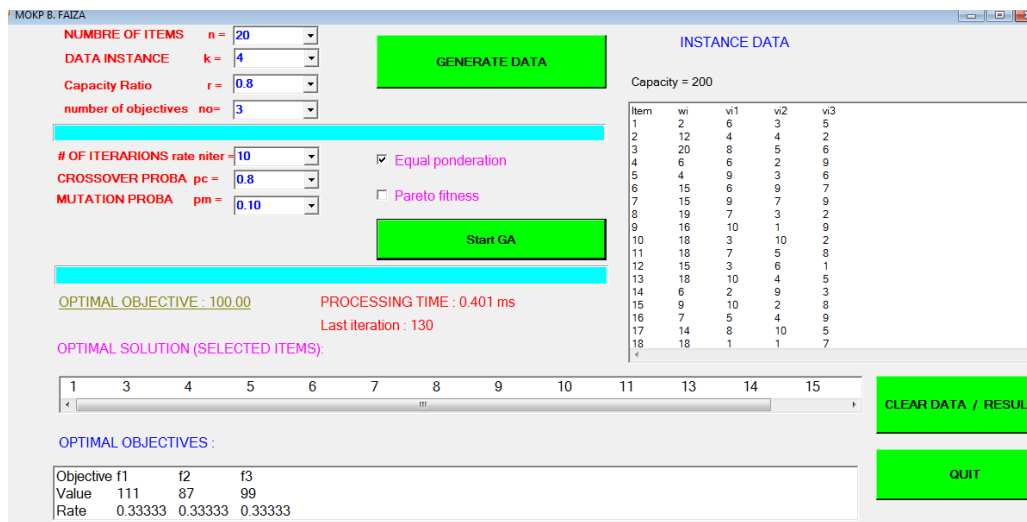 MOKP B. FAIZA
NUMBRE OF ITEMS n = 20
DATA INSTANCE k = 4
Capacity Ratio r = 0.8
number of objectives no= 3
GENERATE DATA
# OF ITERARIONS rate niter = 10
CROSSOVER PROBA pc = 0.8
MUTATION PROBA pm = 0.10
Equal ponderation
Pareto fitness
Start GA
OPTIMAL OBJECTIVE : 100.00
PROCESSING TIME : 0.401 ms
Last iteration : 130
OPTIMAL SOLUTION (SELECTED ITEMS):
INSTANCE DATA
Capacity = 200
Item wi vi1 vi2 vi3
1 2 6 3 5
2 12 4 4 2
3 20 8 5 6
4 6 6 2 9
5 4 9 3 6
6 15 6 9 7
7 15 9 7 9
8 19 7 3 2
9 16 10 1 9
10 18 3 10 2
11 18 7 5 8
12 15 3 6 1
13 18 10 4 5
14 6 2 9 3
15 9 10 2 8
16 7 5 4 9
17 14 8 10 5
18 18 1 1 7
1 3 4 5 6 7 8 9 10 11 13 14 15
CLEAR DATA / RESUL
OPTIMAL OBJECTIVES :
Objective f1 f2 f3
Value 111 87 99
Rate 0.33333 0.33333 0.33333
QUIT